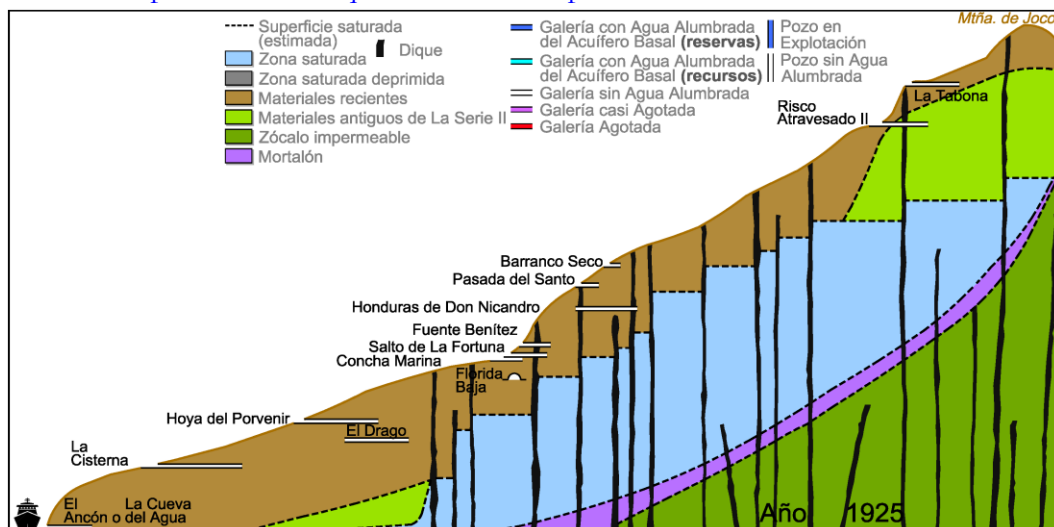 Mtña. de Joco
Superficie saturada
(estimada)
Dique
Zona saturada
Zona saturada deprimida
Materiales recientes
Materiales antiguos de La Serie II
Zócalo impermeable
Mortalón
Galería con Agua Alumbrada
del Acuífero Basal (reservas)
Galería con Agua Alumbrada
del Acuífero Basal (recursos)
Galería sin Agua Alumbrada
Galería casi Agotada
Galería Agotada
Pozo en
Explotación
Pozo sin Agua
Alumbrada
La Tabona
Risco
Atravesado II
Barranco Seco
Pasada del Santo
Honduras de Don Nicandro
Fuente Benítez
Salto de La Fortuna
Concha Marina
Florida
Baja
Hoya del Porvenir
El Drago
La
Cisterna
El
Ancón o
La Cueva
del Agua
Año 1925